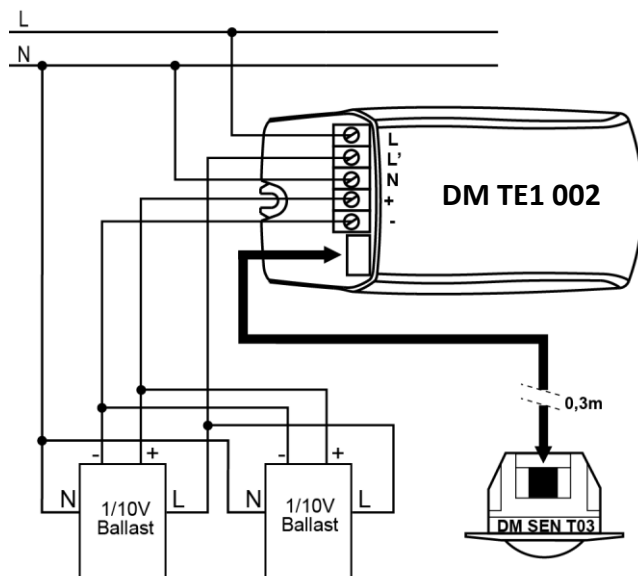 L
N
L
L'
N
+
-
DM TE1 002
0,3m
- +
- +
N 1/10V L
Ballast
N 1/10V L
Ballast
DM SEN T03